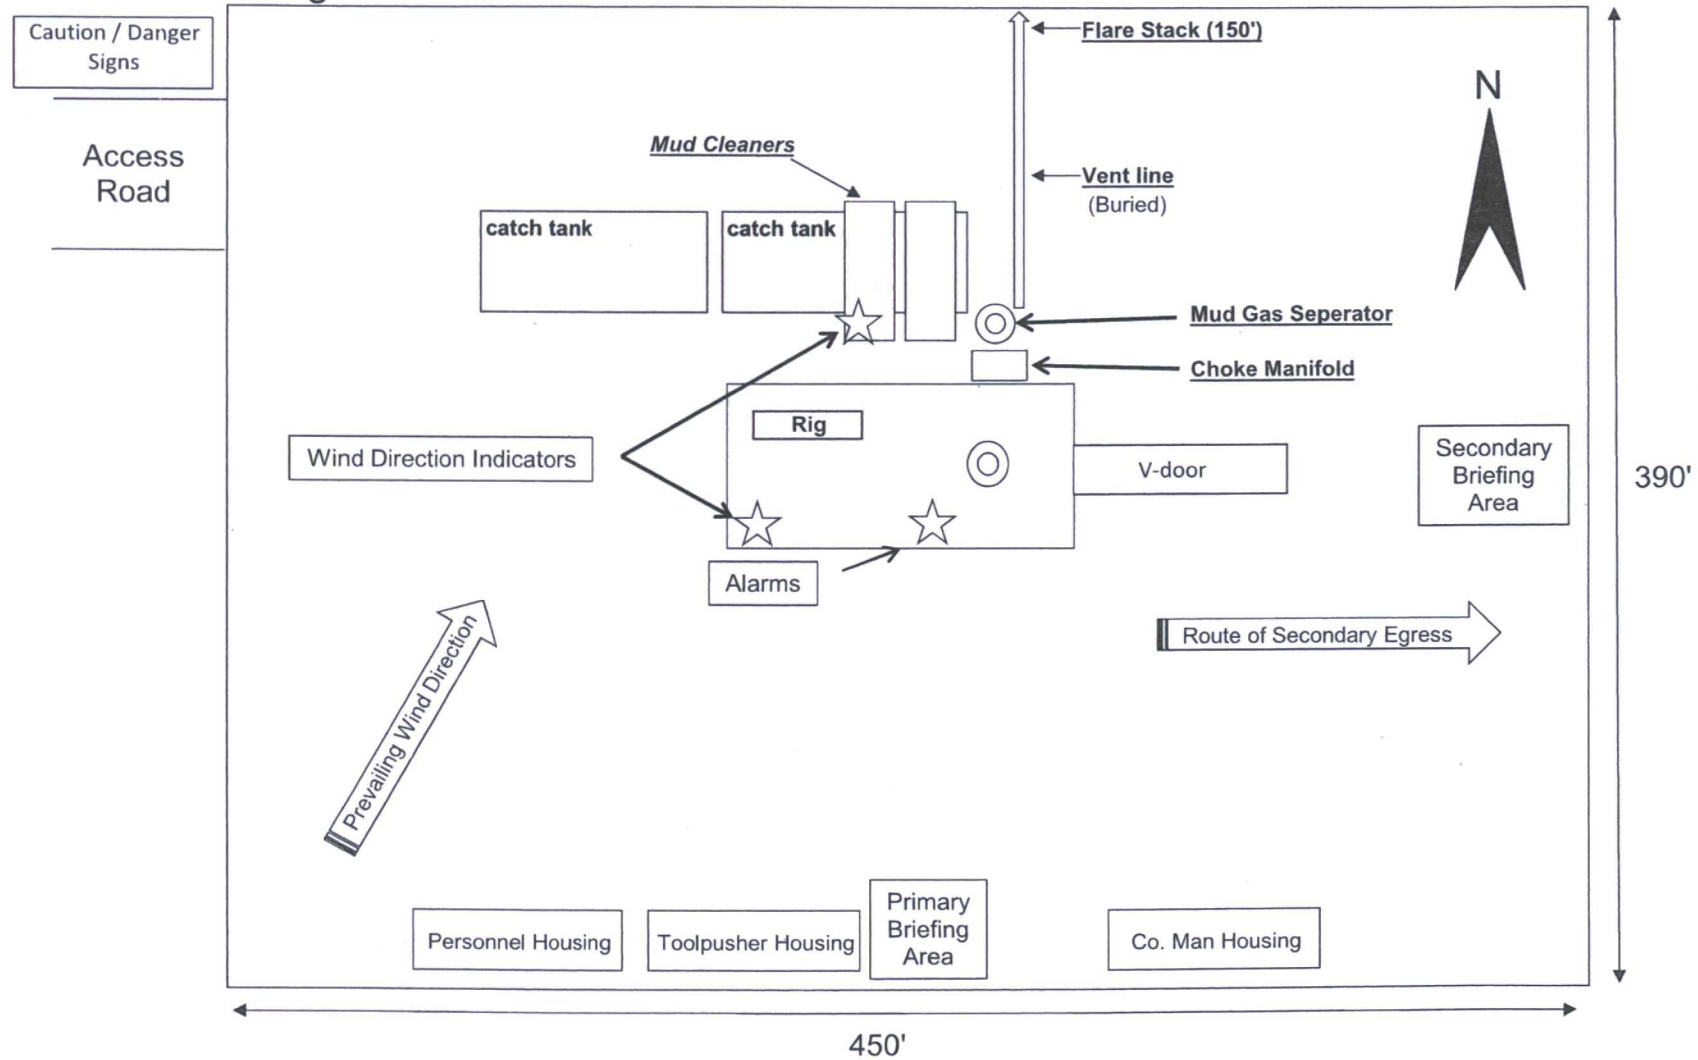 Caution / Danger
Signs
Flare Stack (150')
N
Access
Road
Mud Cleaners
Vent line
(Buried)
catch tank
catch tank
Mud Gas Seperator
Choke Manifold
Rig
Wind Direction Indicators
V-door
Secondary
Briefing
Area
390'
Alarms
Prevailing Wind Direction
Route of Secondary Egress
Primary
Briefing
Area
Personnel Housing
Toolpusher Housing
Co. Man Housing
450'